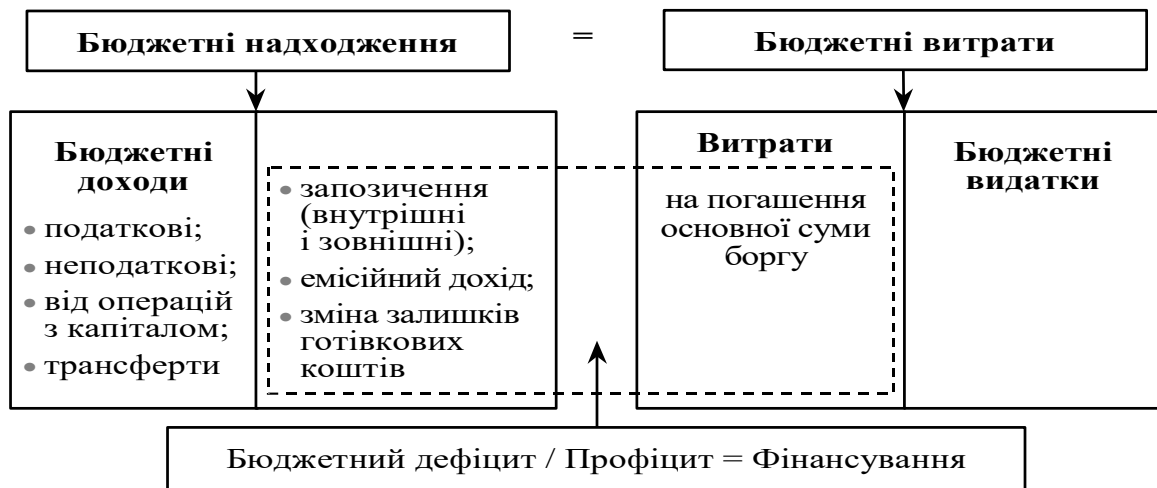 Бюджетні надходження
=
Бюджетні витрати
Бюджетні
доходи
• податкові;
• неподаткові;
• від операцій
з капіталом;
• трансферти
• запозичення
(внутрішні
і зовнішні);
• емісійний дохід;
• зміна залишків
готівкових
коштів
Витрати
на погашення
основної суми
боргу
Бюджетні
видатки
Бюджетний дефіцит / Профіцит = Фінансування